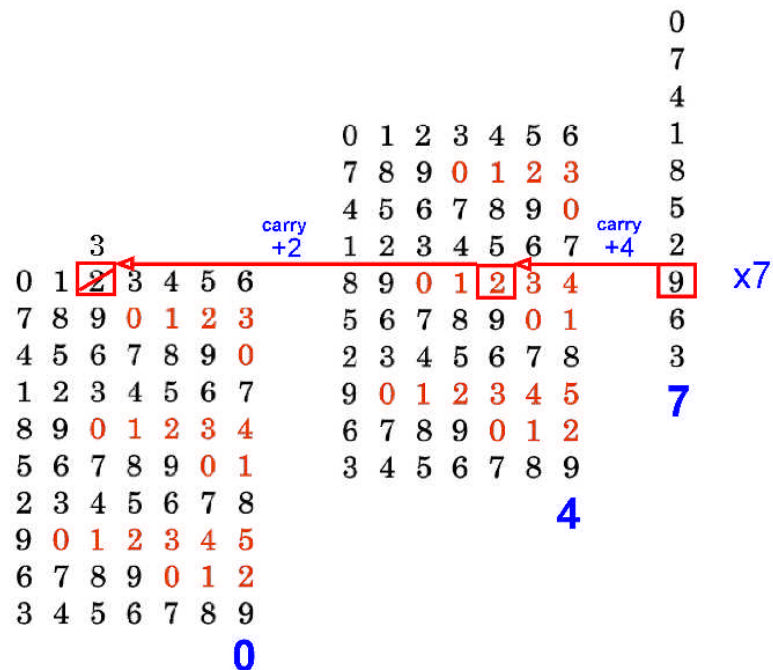 0
7
4
0 1 2 3 4 5 6 1
7 8 9 0 1 2 3 8
4 5 6 7 8 9 0 5
carry carry
3 +2 1 2 3 4 5 6 7 +4 2
0 1 2 3 4 5 6 8 9 0 1 2 3 4 9 x7
7 8 9 0 1 2 3 5 6 7 8 9 0 1 6
4 5 6 7 8 9 0 2 3 4 5 6 7 8 3
1 2 3 4 5 6 7 9 0 1 2 3 4 5 7
8 9 0 1 2 3 4 6 7 8 9 0 1 2
5 6 7 8 9 0 1 3 4 5 6 7 8 9
2 3 4 5 6 7 8 4
9 0 1 2 3 4 5
6 7 8 9 0 1 2
3 4 5 6 7 8 9
0